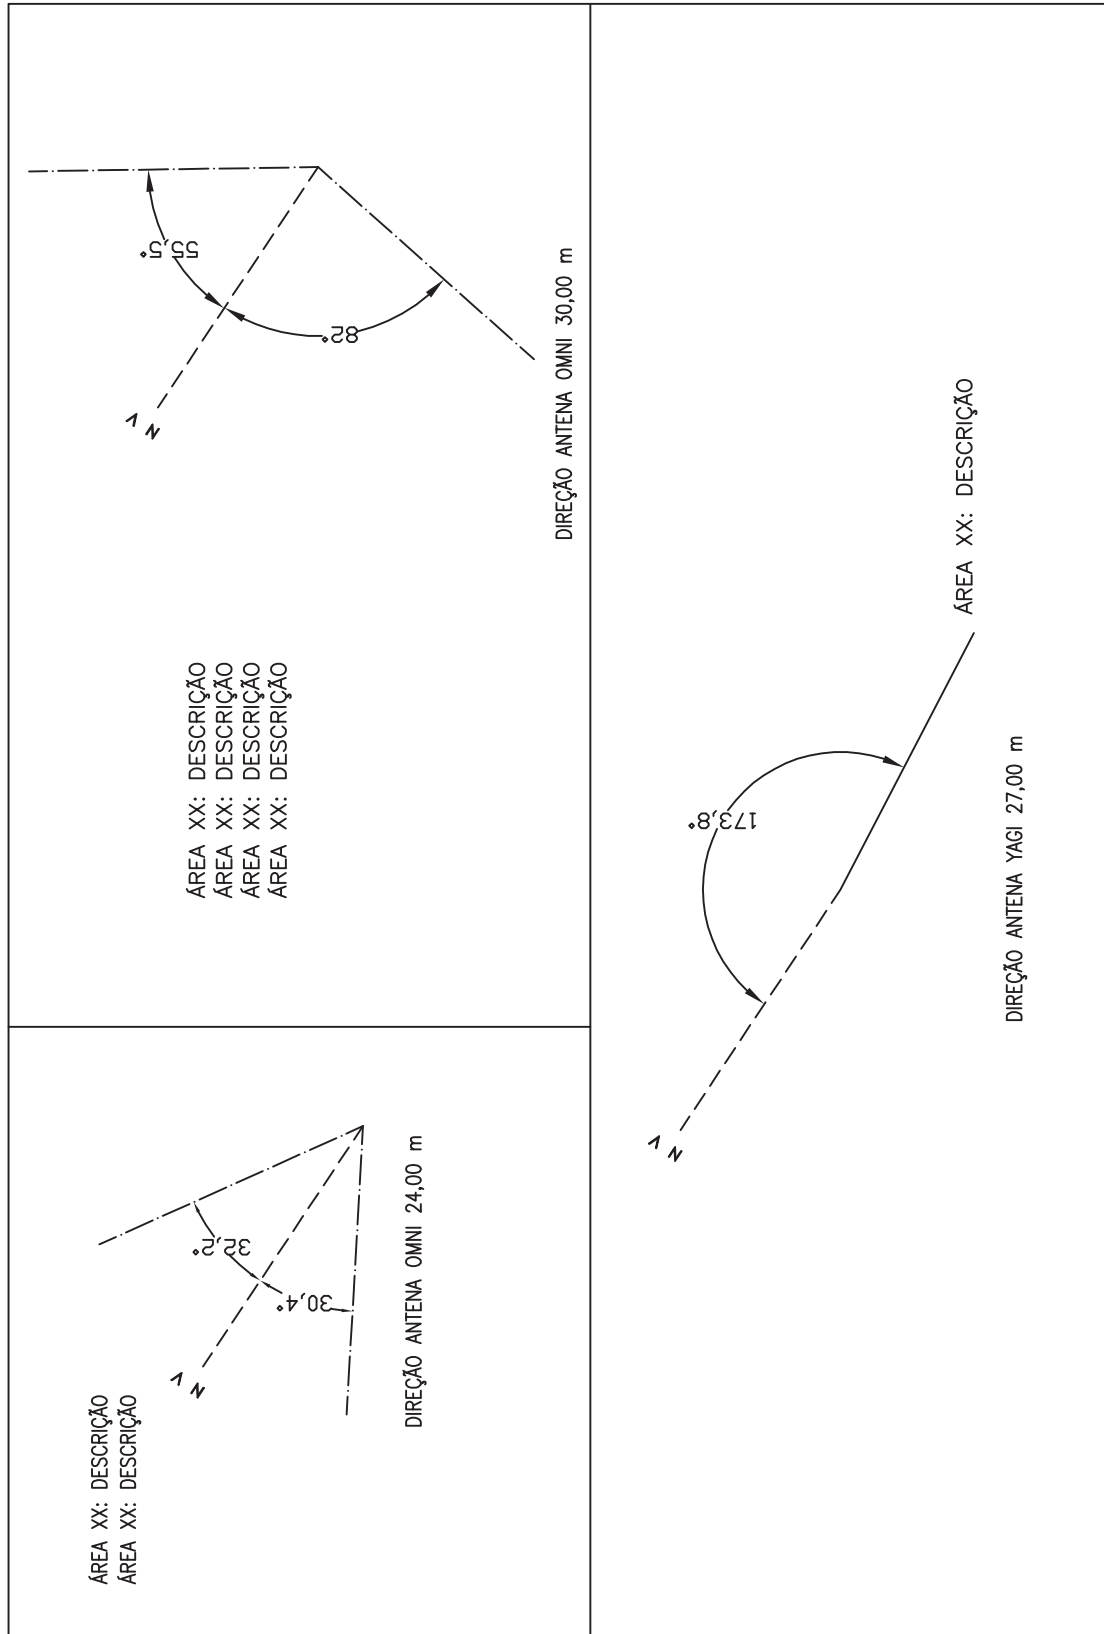 ÁREA XX: DESCRIÇÃO
ÁREA XX: DESCRIÇÃO
N V
32,2°
30,4°
DIREÇÃO ANTENA OMNI 24,00 m
ÁREA XX: DESCRIÇÃO
ÁREA XX: DESCRIÇÃO
ÁREA XX: DESCRIÇÃO
ÁREA XX: DESCRIÇÃO
N V
55,5°
82°
DIREÇÃO ANTENA OMNI 30,00 m
N V
173,8°
ÁREA XX: DESCRIÇÃO
DIREÇÃO ANTENA YAGI 27,00 m